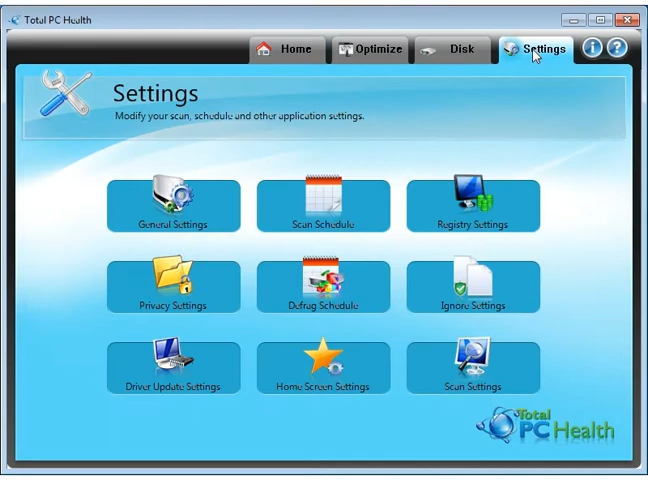 Total PC Health
Home
Optimize
Disk
Settings
Settings
Modify your scan, schedule and other application settings.
General Settings
Scan Schedule
Registry Settings
Privacy Settings
Defrag Schedule
Ignore Settings
Driver Update Settings
Home Screen Settings
Scan Settings
Total
PC Health